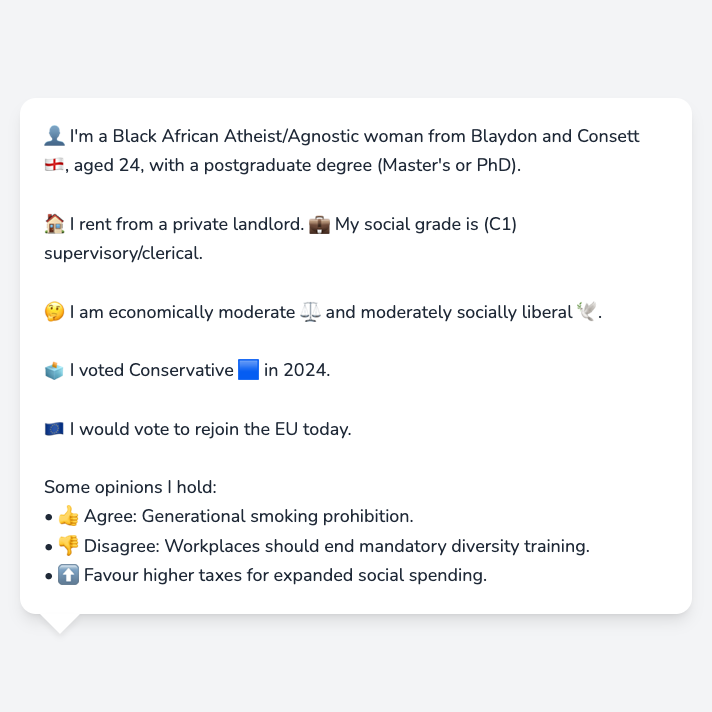 👤 I'm a Black African Atheist/Agnostic woman from Blaydon and Consett
🏴󠁧󠁢󠁥󠁮󠁧󠁿, aged 24, with a postgraduate degree (Master's or PhD).
🏠 I rent from a private landlord. 💼 My social grade is (C1)
supervisory/clerical.
🤔 I am economically moderate ⚖️ and moderately socially liberal 🕊️.
🗳️ I voted Conservative 🟦 in 2024.
🇪🇺 I would vote to rejoin the EU today.
Some opinions I hold:
• 👍 Agree: Generational smoking prohibition.
• 👎 Disagree: Workplaces should end mandatory diversity training.
• ⬆️ Favour higher taxes for expanded social spending.